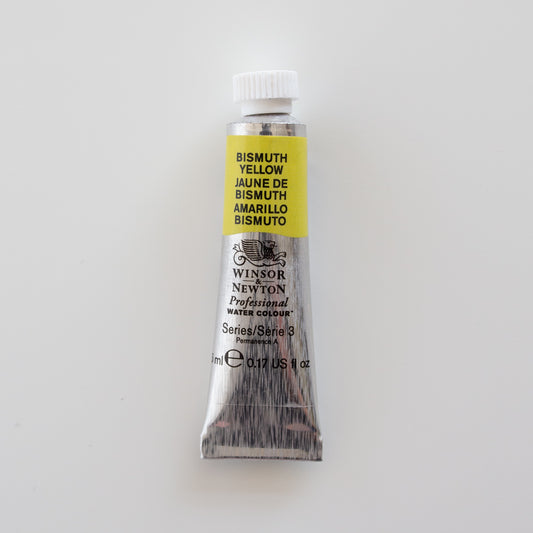 BISMUTH
YELLOW
JAUNE DE
BISMUTH
AMARILLO
BISMUTO
WINSOR
&
NEWTON
Professional
WATER COLOUR™
Series/Série 3
Permanence A
ml e 0.17 US fl oz